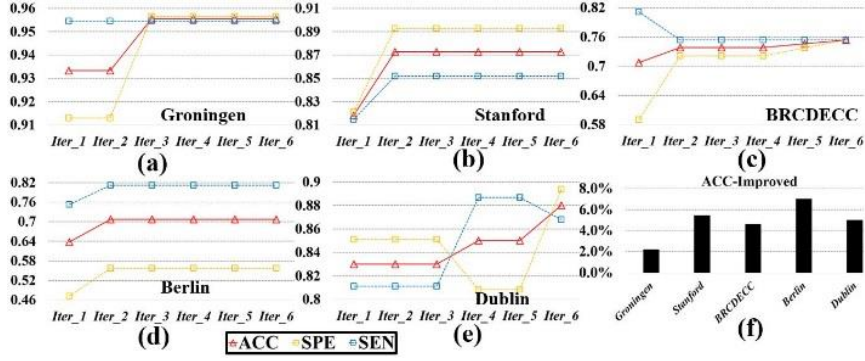 0.96
0.95
0.94
0.93
0.92
0.91
Groningen
Iter_1 Iter_2 Iter_3 Iter_4 Iter_5 Iter_6
(a)
0.91
0.89
0.87
0.85
0.83
0.81
Stanford
Iter_1 Iter_2 Iter_3 Iter_4 Iter_5 Iter_6
(b)
0.82
0.76
0.7
0.64
0.58
BRCDECC
Iter_1 Iter_2 Iter_3 Iter_4 Iter_5 Iter_6
(c)
0.82
0.76
0.7
0.64
0.58
0.52
0.46
Berlin
Iter_1 Iter_2 Iter_3 Iter_4 Iter_5 Iter_6
(d)
0.9
0.88
0.86
0.84
0.82
0.8
Dublin
Iter_1 Iter_2 Iter_3 Iter_4 Iter_5 Iter_6
(e)
ACC-Improved
8.0%
6.0%
4.0%
2.0%
0.0%
Groningen Stanford BRCDECC Berlin Dublin
(f)
ACC SPE SEN